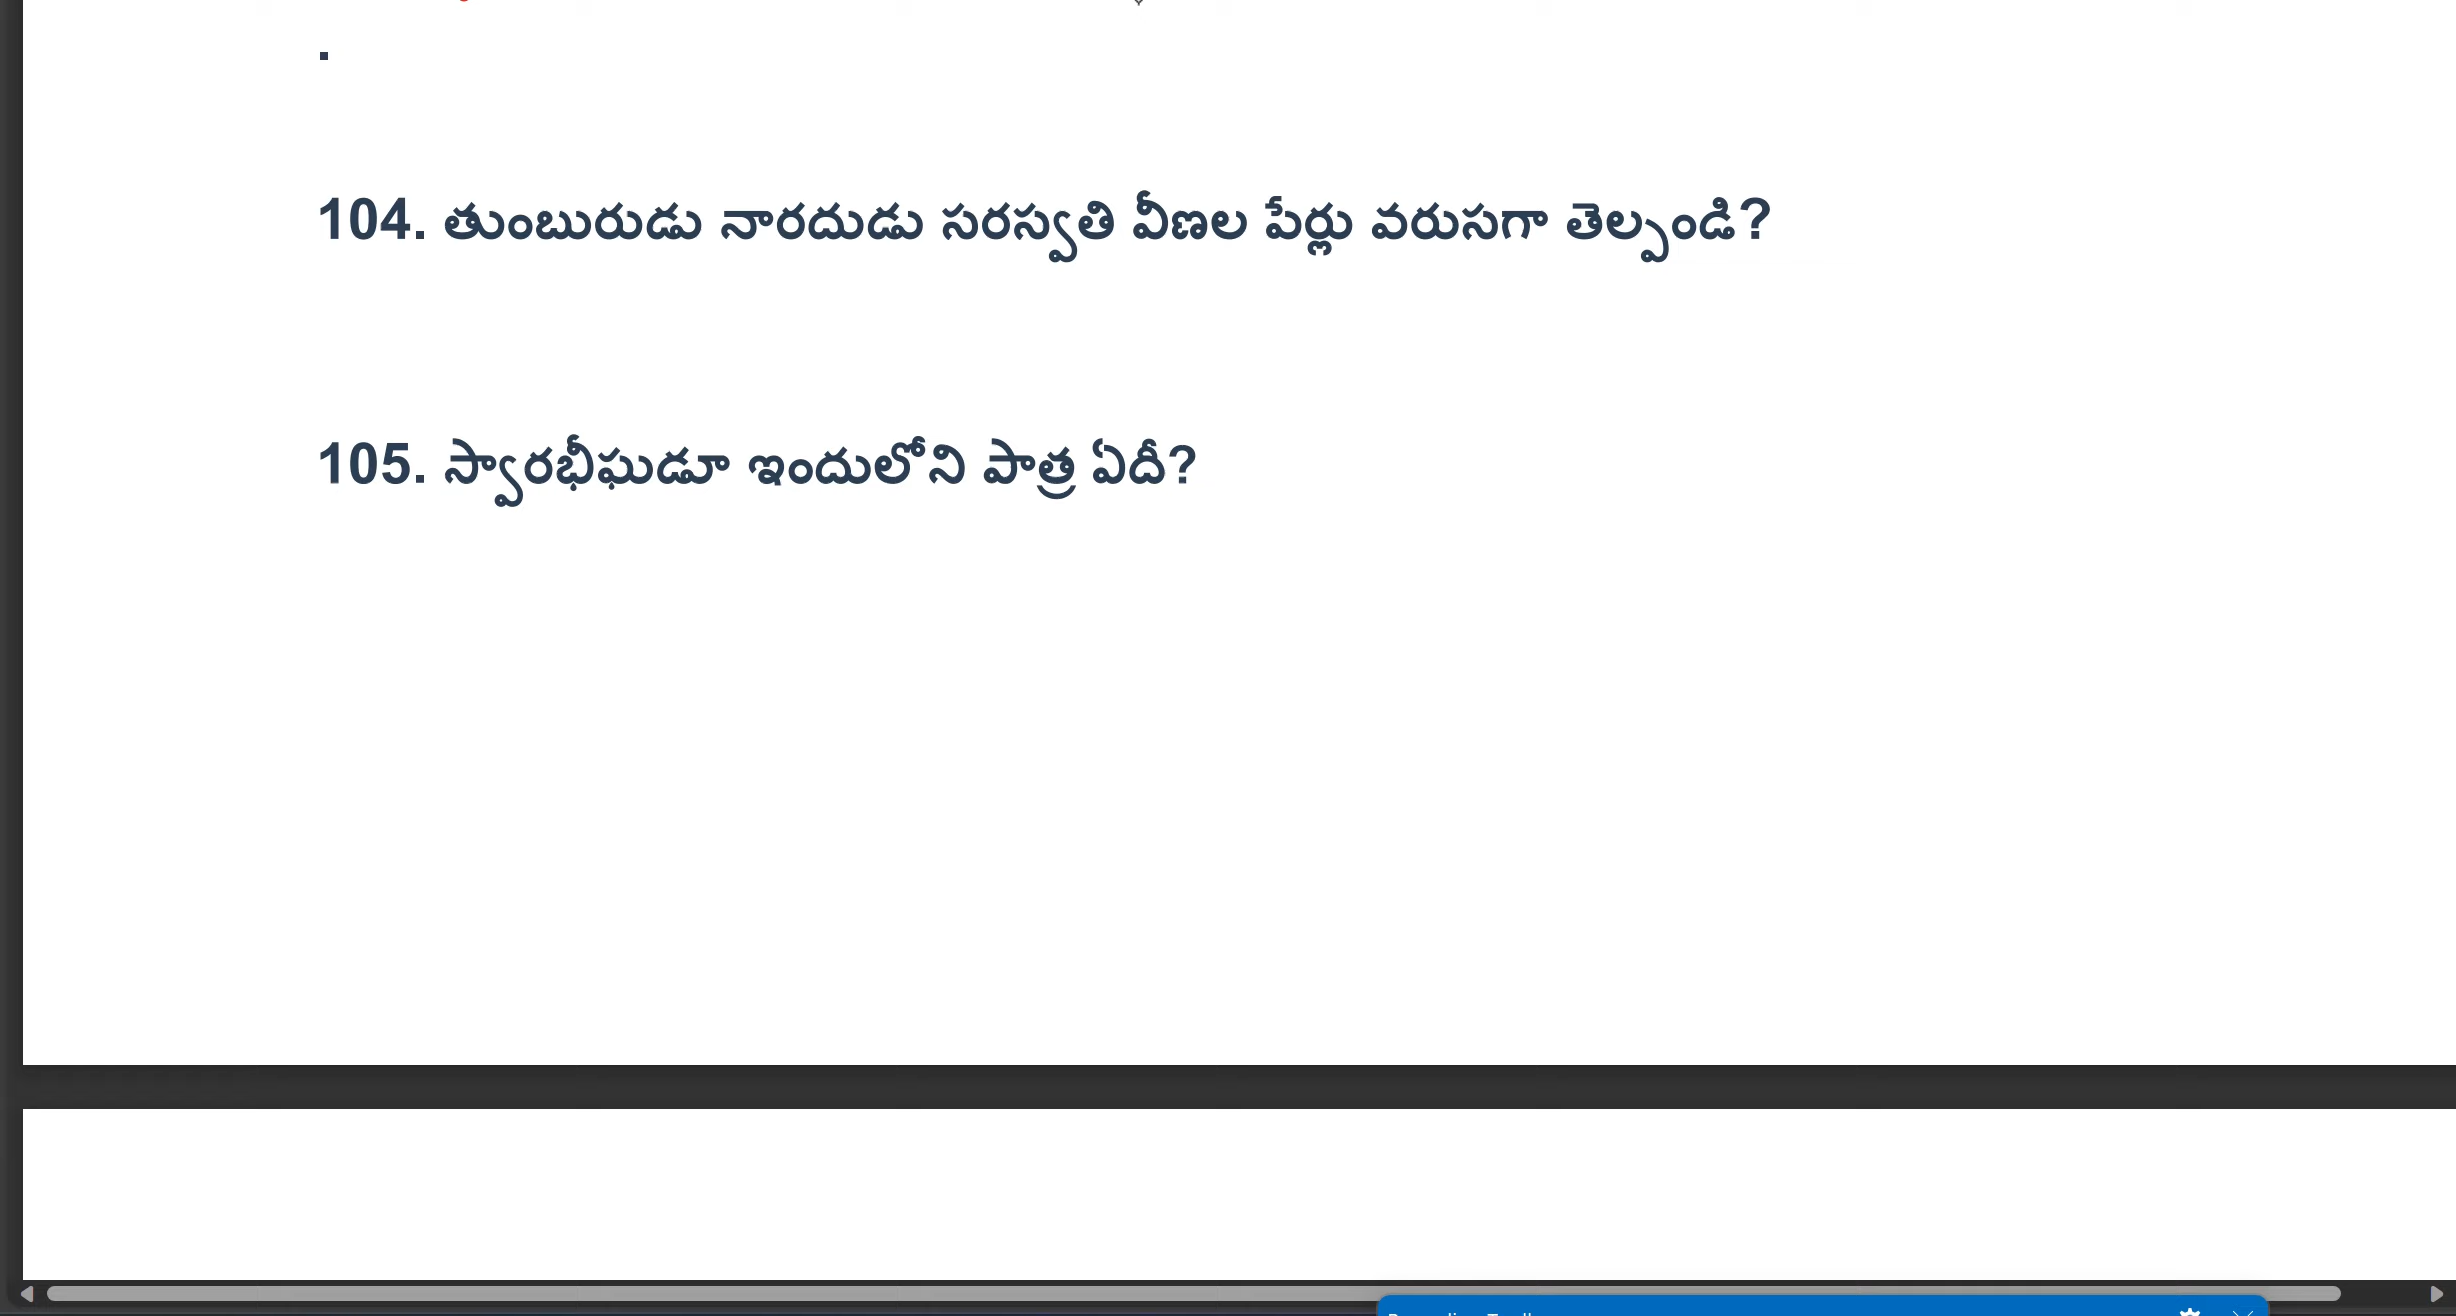 104. తుంబురుడు నారదుడు సరస్వతి వీణల పేర్లు వరుసగా తెల్పండి?
105. స్వారభీఘుడూ ఇందులోని పాత్ర ఏదీ?